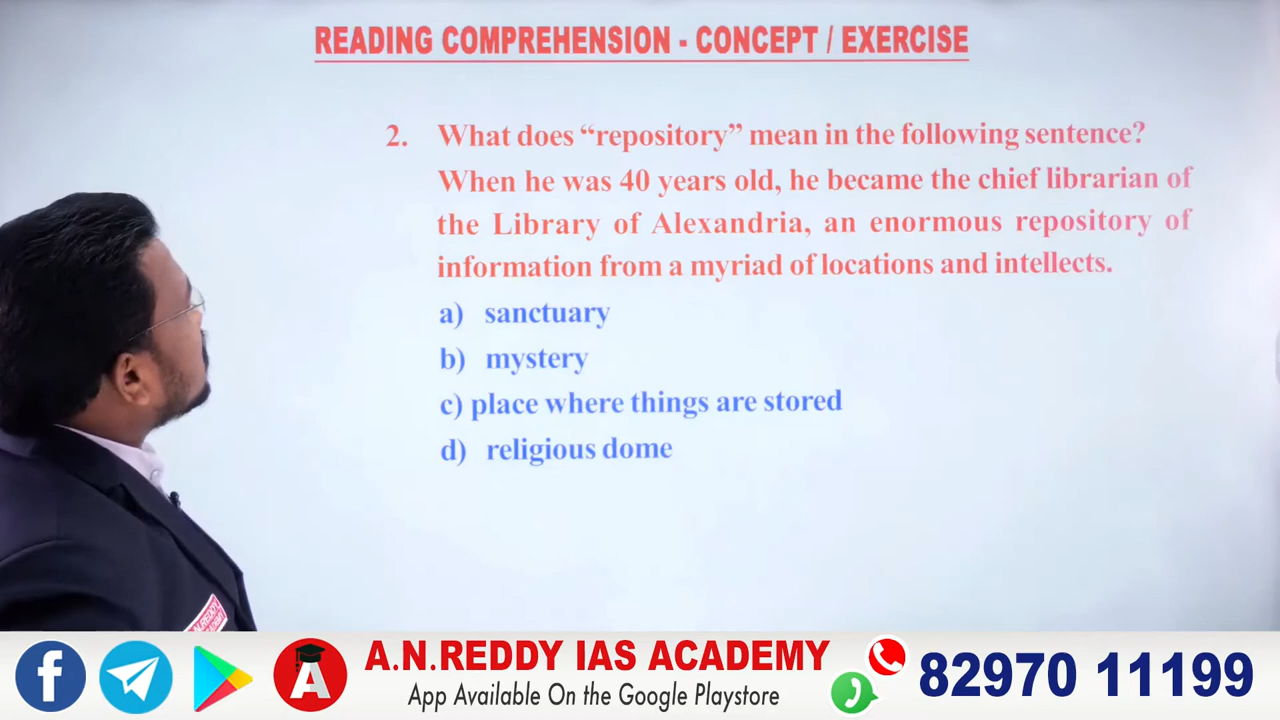 READING COMPREHENSION - CONCEPT / EXERCISE
2. What does “repository” mean in the following sentence?
When he was 40 years old, he became the chief librarian of
the Library of Alexandria, an enormous repository of
information from a myriad of locations and intellects.
a) sanctuary
b) mystery
c) place where things are stored
d) religious dome
A.N.REDDY
A
A.N.REDDY IAS ACADEMY
App Available On the Google Playstore
82970 11199